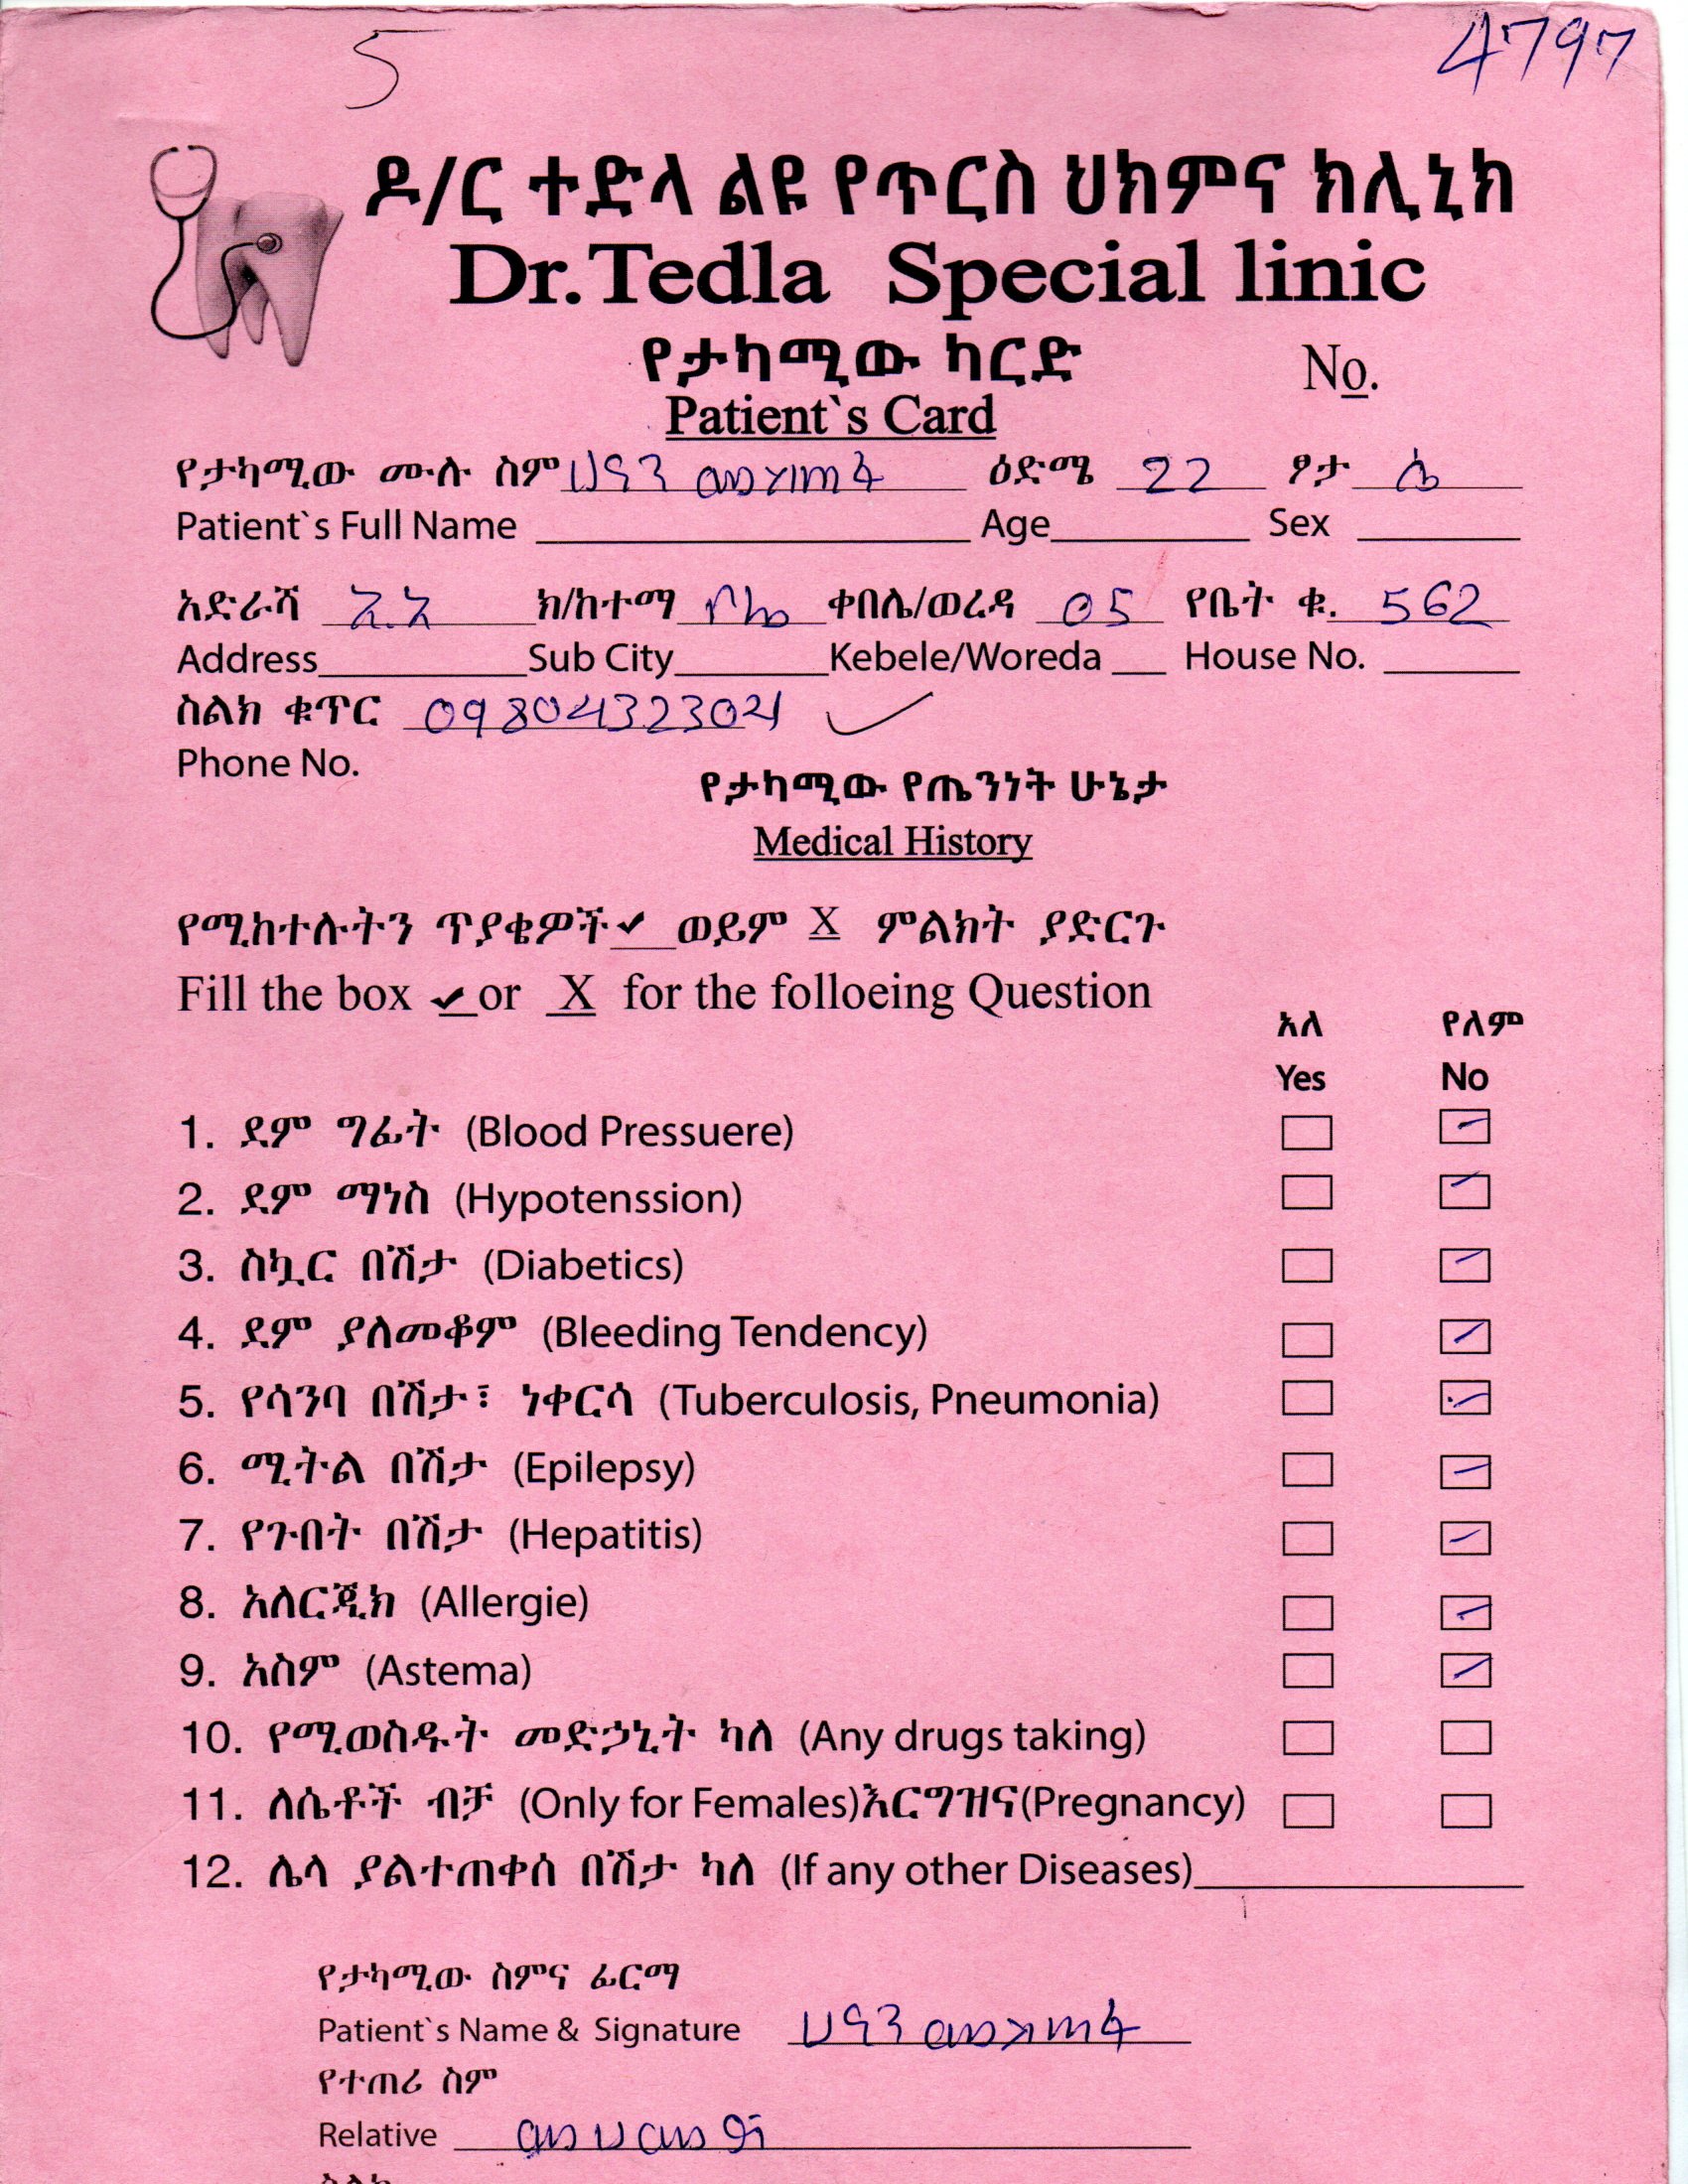 5 4797
ዶ/ር ተድላ ልዩ የጥርስ ህክምና ክሊኒክ
Dr.Tedla Special linic
የታካሚው ካርድ No.
Patient`s Card
የታካሚው ሙሉ ስም ሀና ዕድሜ 22 ፆታ ሴ
Patient`s Full Name Age Sex
አድራሻ አ.አ ክ/ከተማ የካ ቀበሌ/ወረዳ 05 የቤት ቁ. 562
Address Sub City Kebele/Woreda House No.
ስልክ ቁጥር
Phone No.
የታካሚው የጤንነት ሁኔታ
Medical History
የሚከተሉትን ጥያቄዎች ✓ ወይም X ምልክት ያድርጉ
Fill the box ✓ or X for the folloeing Question
አለ የለም
Yes No
1. ደም ግፊት (Blood Pressuere)
2. ደም ማነስ (Hypotenssion)
3. ስኳር በሽታ (Diabetics)
4. ደም ያለመቆም (Bleeding Tendency)
5. የሳንባ በሽታ፣ ነቀርሳ (Tuberculosis, Pneumonia)
6. ሚትል በሽታ (Epilepsy)
7. የጉበት በሽታ (Hepatitis)
8. አለርጂክ (Allergie)
9. አስም (Astema)
10. የሚወስዱት መድኃኒት ካለ (Any drugs taking)
11. ለሴቶች ብቻ (Only for Females)እርግዝና(Pregnancy)
12. ሌላ ያልተጠቀሰ በሽታ ካለ (If any other Diseases)
የታካሚው ስምና ፊርማ
Patient`s Name & Signature
የተጠሪ ስም
Relative